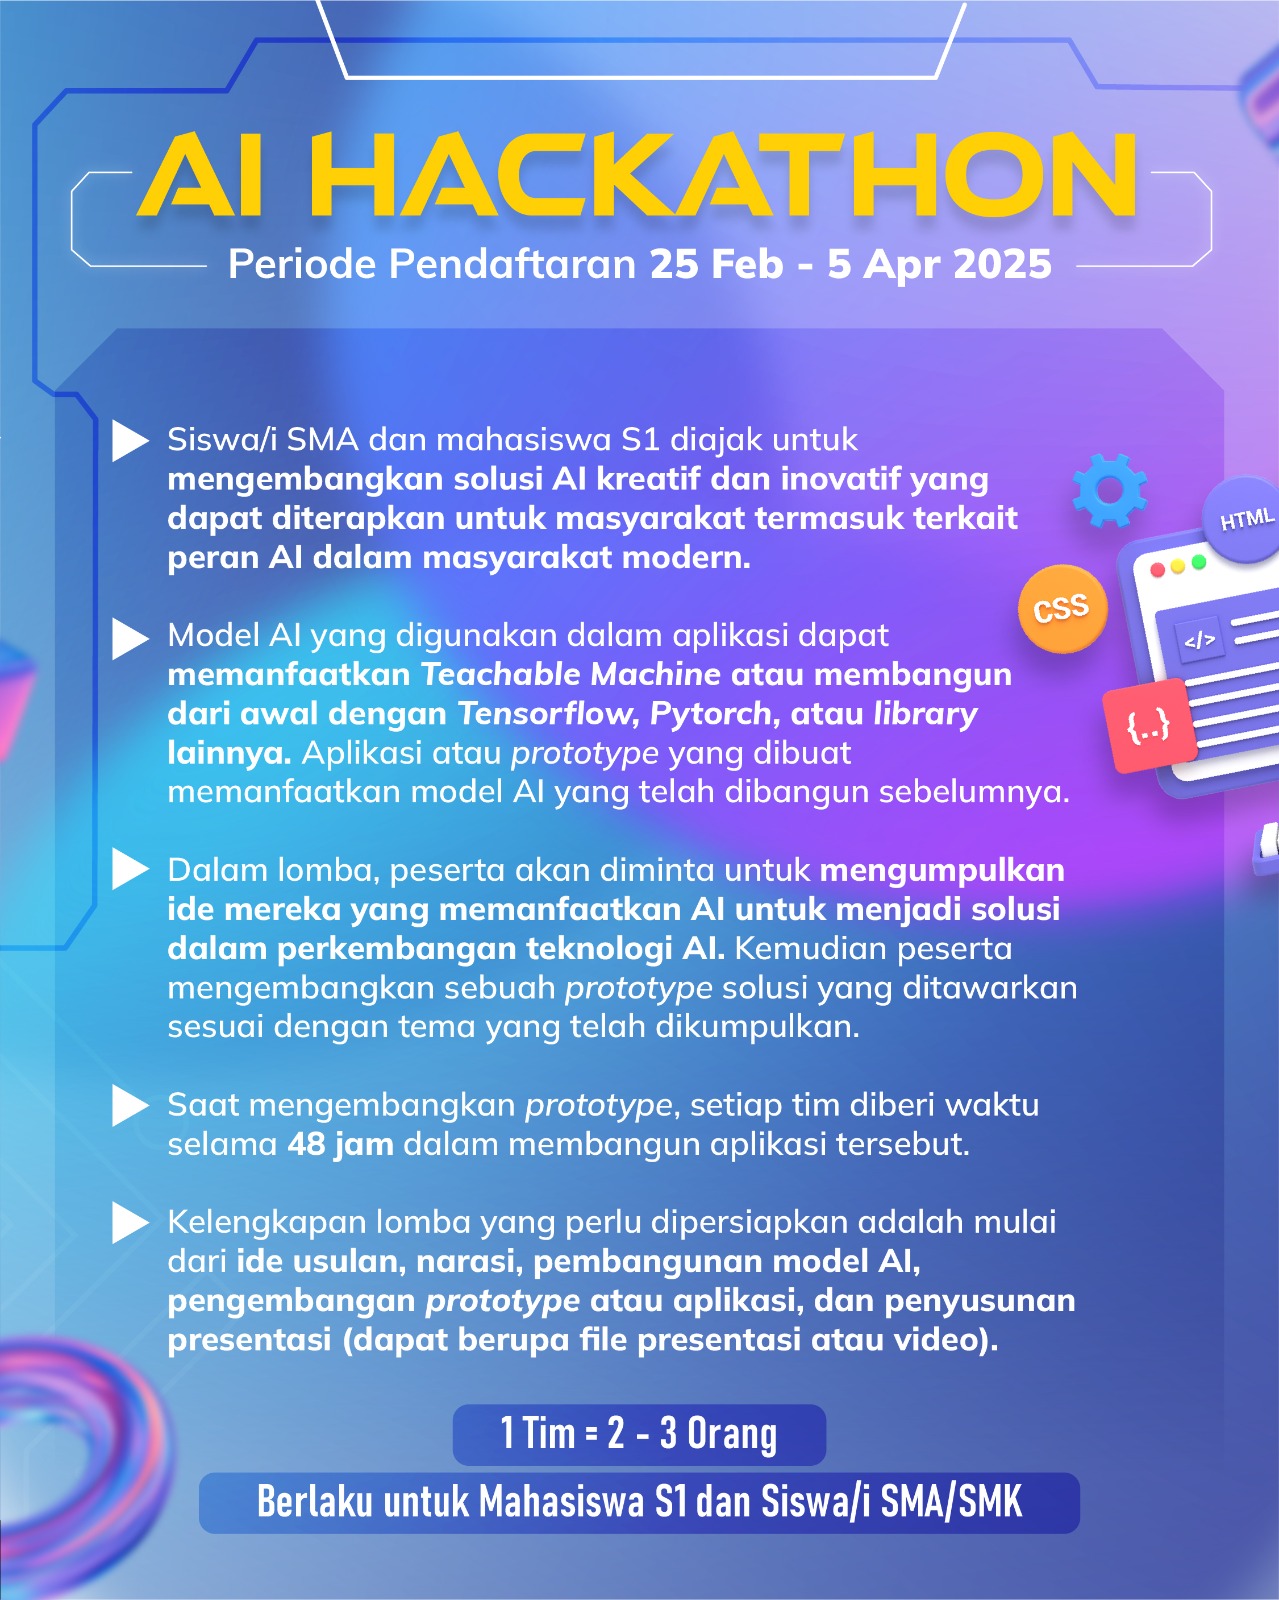 AI HACKATHON
Periode Pendaftaran 25 Feb - 5 Apr 2025
Siswa/i SMA dan mahasiswa S1 diajak untuk
mengembangkan solusi AI kreatif dan inovatif yang
dapat diterapkan untuk masyarakat termasuk terkait
peran AI dalam masyarakat modern.
Model AI yang digunakan dalam aplikasi dapat
memanfaatkan Teachable Machine atau membangun
dari awal dengan Tensorflow, Pytorch, atau library
lainnya. Aplikasi atau prototype yang dibuat
memanfaatkan model AI yang telah dibangun sebelumnya.
HTML
CSS
</>
{..}
Dalam lomba, peserta akan diminta untuk mengumpulkan
ide mereka yang memanfaatkan AI untuk menjadi solusi
dalam perkembangan teknologi AI. Kemudian peserta
mengembangkan sebuah prototype solusi yang ditawarkan
sesuai dengan tema yang telah dikumpulkan.
Saat mengembangkan prototype, setiap tim diberi waktu
selama 48 jam dalam membangun aplikasi tersebut.
Kelengkapan lomba yang perlu dipersiapkan adalah mulai
dari ide usulan, narasi, pembangunan model AI,
pengembangan prototype atau aplikasi, dan penyusunan
presentasi (dapat berupa file presentasi atau video).
1 Tim = 2 - 3 Orang
Berlaku untuk Mahasiswa S1 dan Siswa/i SMA/SMK